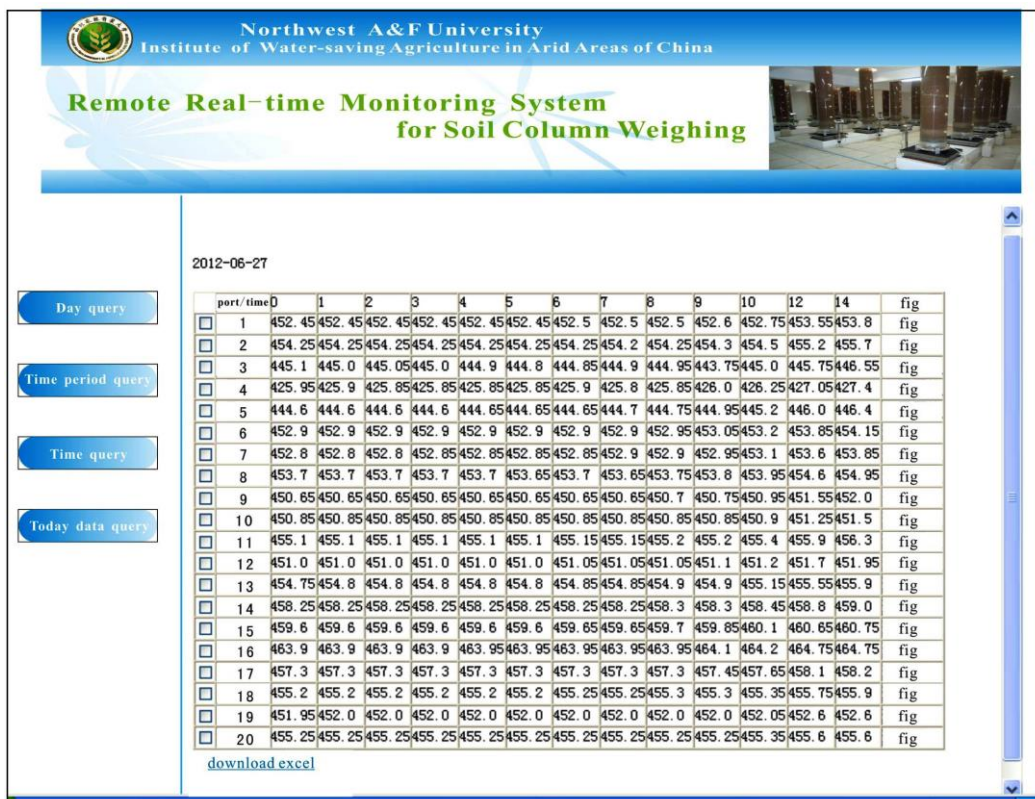 Northwest A&F University
Institute of Water-saving Agriculture in Arid Areas of China
Remote Real-time Monitoring System
for Soil Column Weighing
2012-06-27
Day query
Time period query
Time query
Today data query
port/time 0 1 2 3 4 5 6 7 8 9 10 12 14 fig
1 452.45 452.45 452.45 452.45 452.45 452.45 452.5 452.5 452.5 452.6 452.75 453.55 453.8 fig
2 454.25 454.25 454.25 454.25 454.25 454.25 454.25 454.2 454.25 454.3 454.5 455.2 455.7 fig
3 445.1 445.0 445.05 445.0 444.9 444.8 444.85 444.9 444.95 443.75 445.0 445.75 446.55 fig
4 425.95 425.9 425.85 425.85 425.85 425.85 425.9 425.8 425.85 426.0 426.25 427.05 427.4 fig
5 444.6 444.6 444.6 444.6 444.65 444.65 444.65 444.7 444.75 444.95 445.2 446.0 446.4 fig
6 452.9 452.9 452.9 452.9 452.9 452.9 452.9 452.9 452.95 453.05 453.2 453.85 454.15 fig
7 452.8 452.8 452.8 452.85 452.85 452.85 452.85 452.9 452.9 452.95 453.1 453.6 453.85 fig
8 453.7 453.7 453.7 453.7 453.7 453.65 453.7 453.65 453.75 453.8 453.95 454.6 454.95 fig
9 450.65 450.65 450.65 450.65 450.65 450.65 450.65 450.65 450.7 450.75 450.95 451.55 452.0 fig
10 450.85 450.85 450.85 450.85 450.85 450.85 450.85 450.85 450.85 450.85 450.9 451.25 451.5 fig
11 455.1 455.1 455.1 455.1 455.1 455.1 455.15 455.15 455.2 455.2 455.4 455.9 456.3 fig
12 451.0 451.0 451.0 451.0 451.0 451.0 451.05 451.05 451.05 451.1 451.2 451.7 451.95 fig
13 454.75 454.8 454.8 454.8 454.8 454.8 454.85 454.85 454.9 454.9 455.15 455.55 455.9 fig
14 458.25 458.25 458.25 458.25 458.25 458.25 458.25 458.25 458.3 458.3 458.45 458.8 459.0 fig
15 459.6 459.6 459.6 459.6 459.6 459.6 459.65 459.65 459.7 459.85 460.1 460.65 460.75 fig
16 463.9 463.9 463.9 463.9 463.95 463.95 463.95 463.95 463.95 464.1 464.2 464.75 464.75 fig
17 457.3 457.3 457.3 457.3 457.3 457.3 457.3 457.3 457.3 457.45 457.65 458.1 458.2 fig
18 455.2 455.2 455.2 455.2 455.2 455.2 455.25 455.25 455.3 455.3 455.35 455.75 455.9 fig
19 451.95 452.0 452.0 452.0 452.0 452.0 452.0 452.0 452.0 452.0 452.05 452.6 452.6 fig
20 455.25 455.25 455.25 455.25 455.25 455.25 455.25 455.25 455.25 455.25 455.35 455.6 455.6 fig
download excel